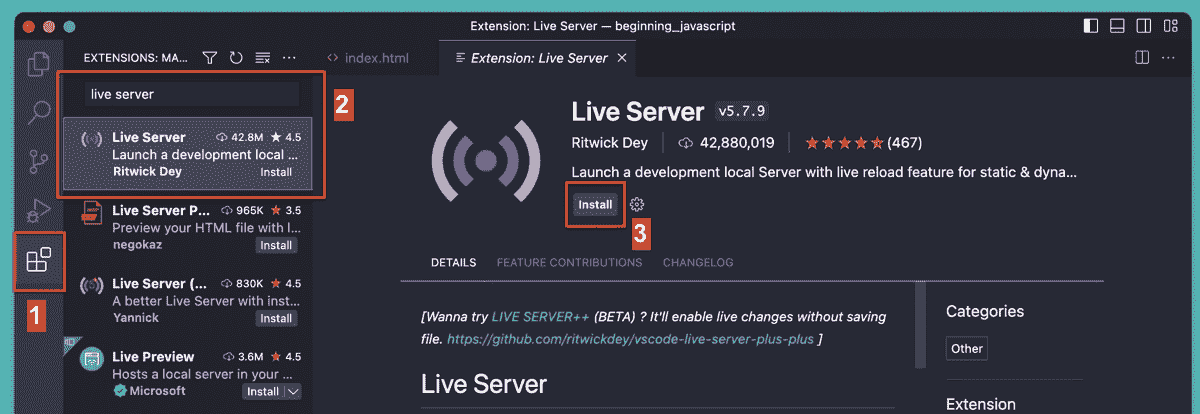 Extension: Live Server — beginning_javascript
EXTENSIONS: MA...
index.html
Extension: Live Server
live server
2
Live Server
42.8M
4.5
Launch a development local ...
Ritwick Dey
Install
Live Server P...
965K
3.5
Preview your HTML file with l...
negokaz
Install
Live Server (...
830K
4.5
A better Live Server with inst...
Yannick
Install
Live Preview
3.6M
4.5
Hosts a local server in your ...
Microsoft
Install
1
Live Server
v5.7.9
Ritwick Dey
42,880,019
(467)
Launch a development local Server with live reload feature for static & dyna...
Install
3
DETAILS
FEATURE CONTRIBUTIONS
CHANGELOG
[Wanna try LIVE SERVER++ (BETA) ? It'll enable live changes without saving
file. https://github.com/ritwickdey/vscode-live-server-plus-plus ]
Live Server
Categories
Other
Extension